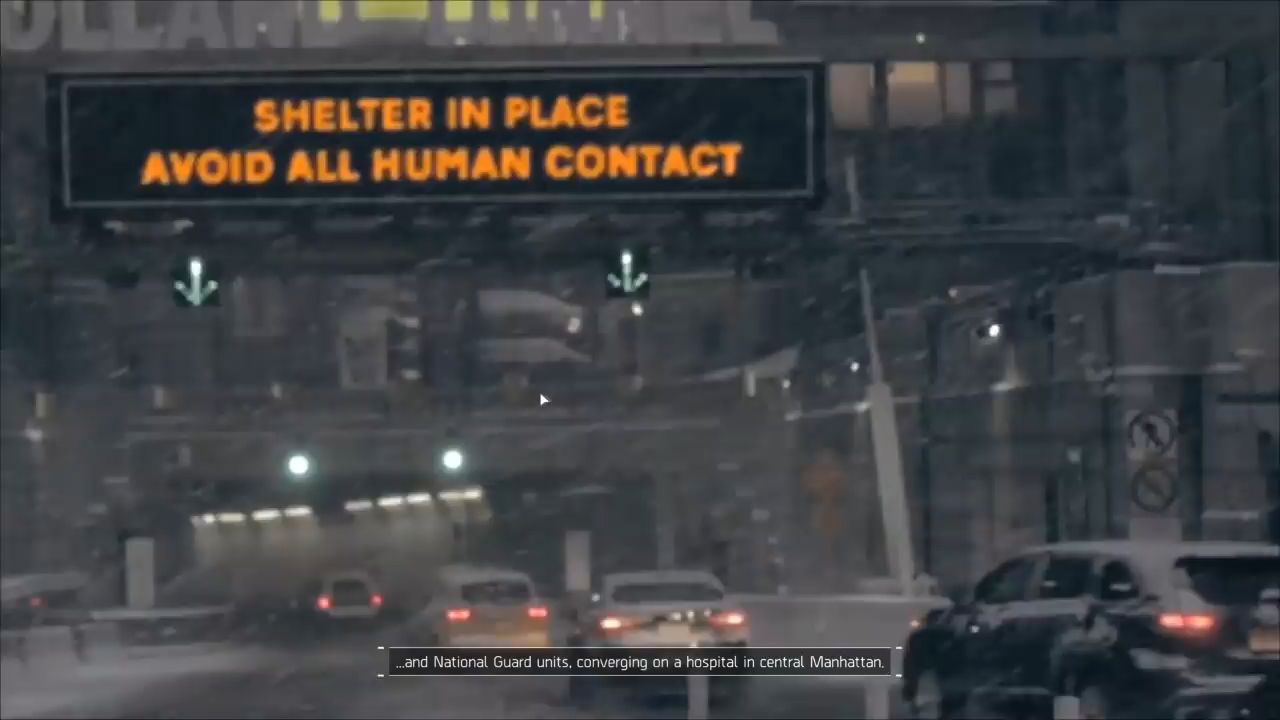 SHELTER IN PLACE
AVOID ALL HUMAN CONTACT
...and National Guard units, converging on a hospital in central Manhattan.